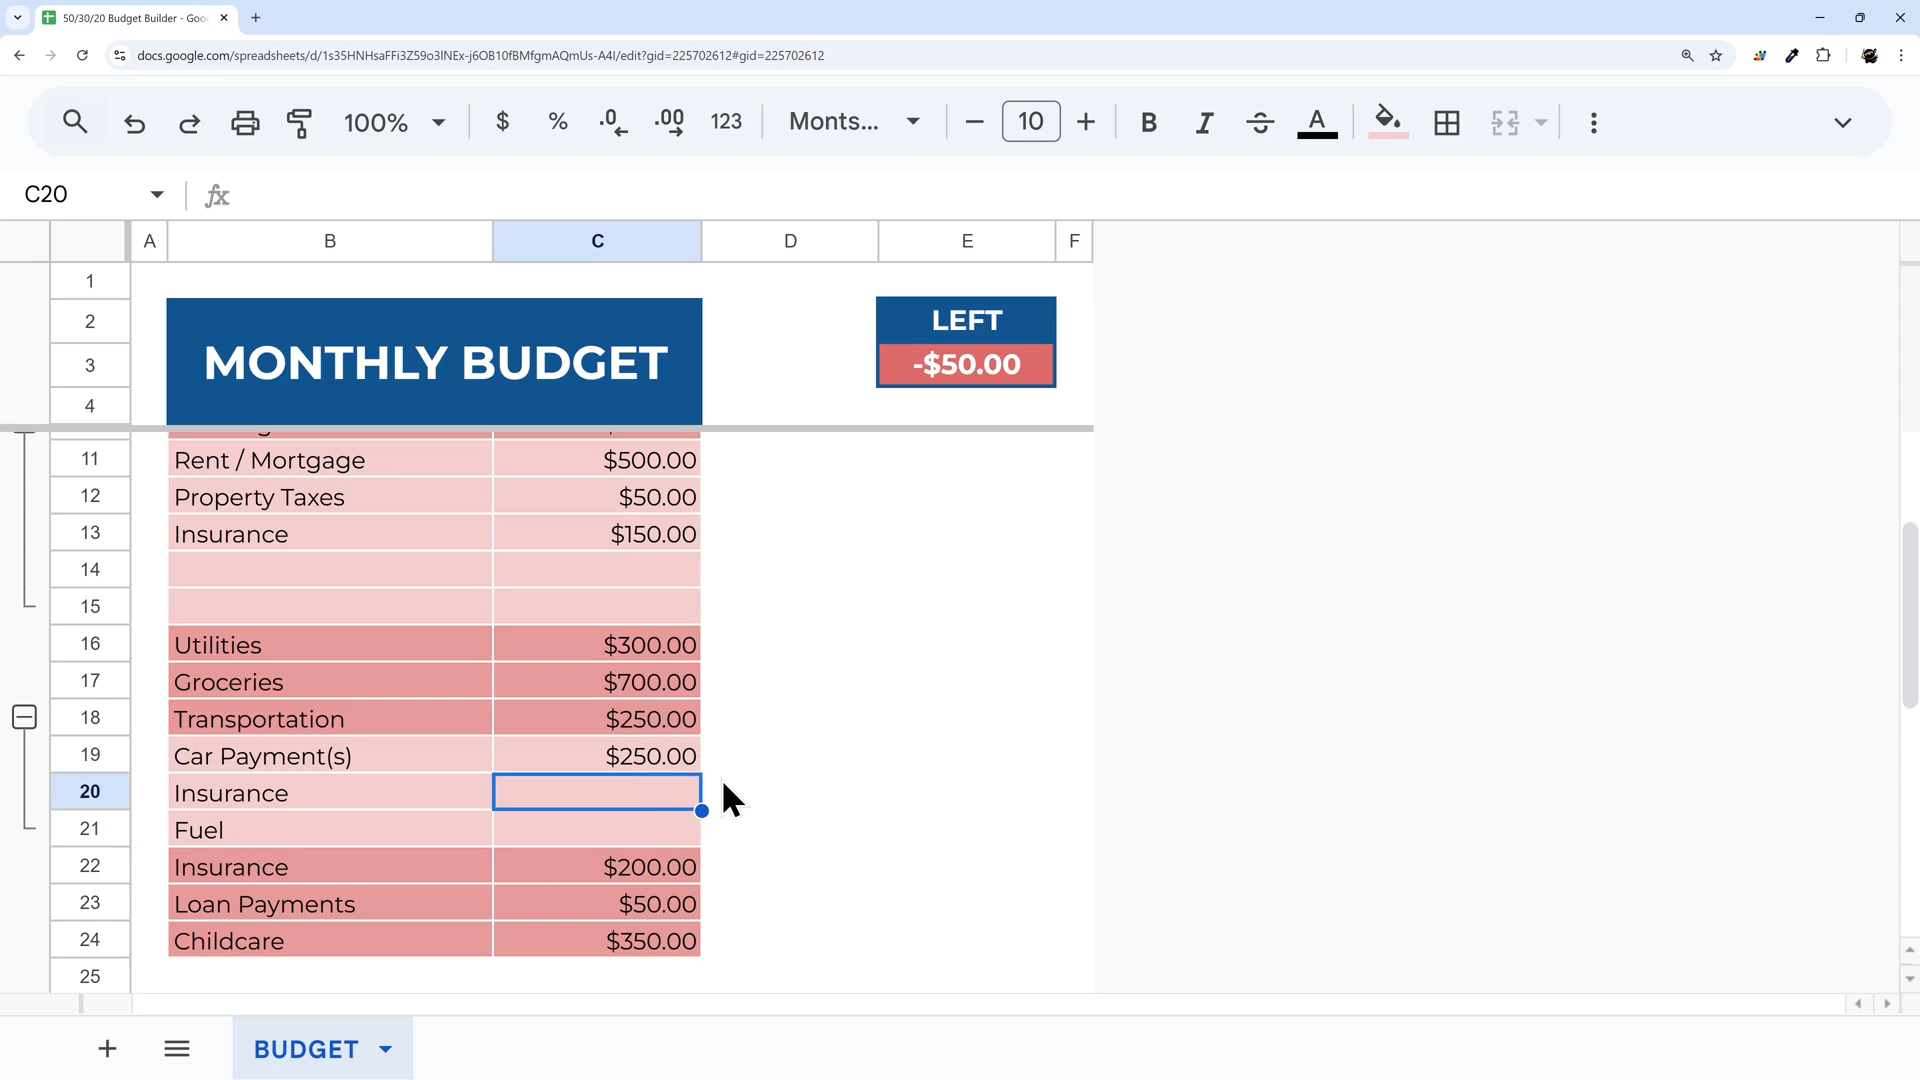 50/30/20 Budget Builder - Goo
docs.google.com/spreadsheets/d/1s35HNHsaFFi3Z59o3lNEx-j6OB10fBMfgmAQmUs-A4I/edit?gid=225702612#gid=225702612
100% $ % .0 .00 123 Monts... 10 B I S A
C20 fx
A B C D E F
1
2 LEFT
3 MONTHLY BUDGET -$50.00
4
11 Rent / Mortgage $500.00
12 Property Taxes $50.00
13 Insurance $150.00
14
15
16 Utilities $300.00
17 Groceries $700.00
18 Transportation $250.00
19 Car Payment(s) $250.00
20 Insurance
21 Fuel
22 Insurance $200.00
23 Loan Payments $50.00
24 Childcare $350.00
25
BUDGET